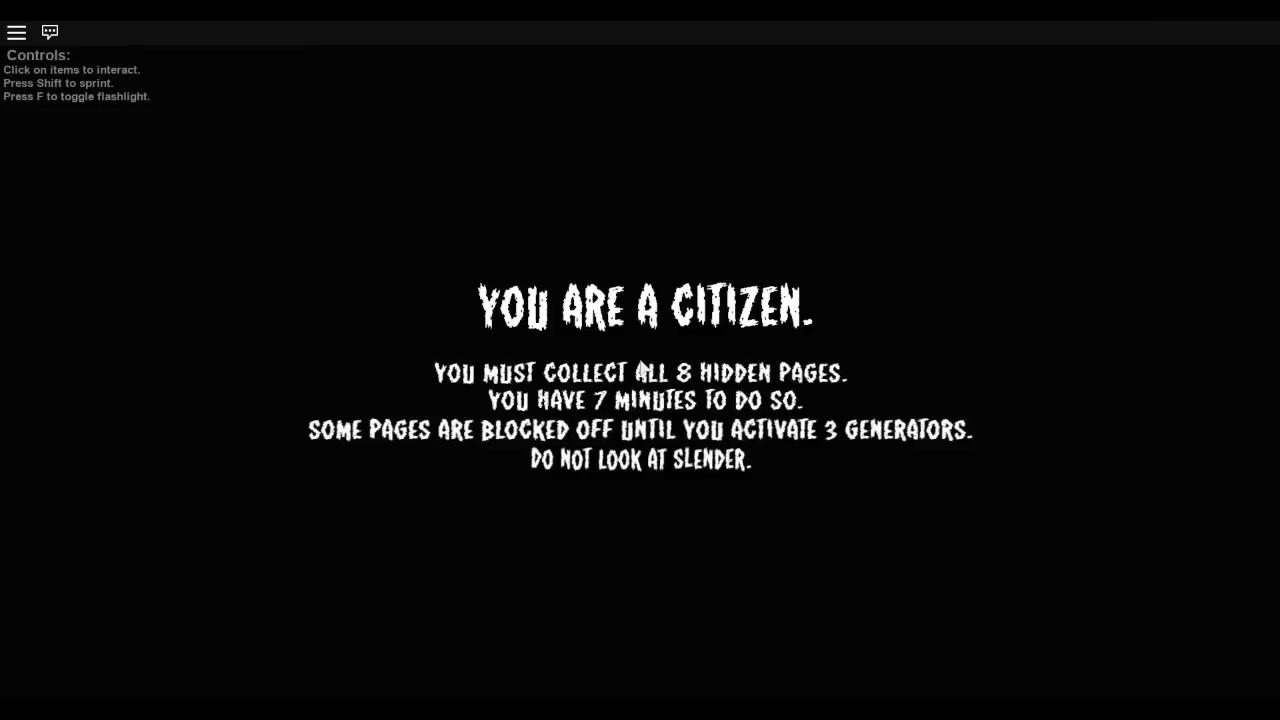 Controls:
Click on items to interact.
Press Shift to sprint.
Press F to toggle flashlight.
YOU ARE A CITIZEN.
YOU MUST COLLECT ALL 8 HIDDEN PAGES.
YOU HAVE 7 MINUTES TO DO SO.
SOME PAGES ARE BLOCKED OFF UNTIL YOU ACTIVATE 3 GENERATORS.
DO NOT LOOK AT SLENDER.